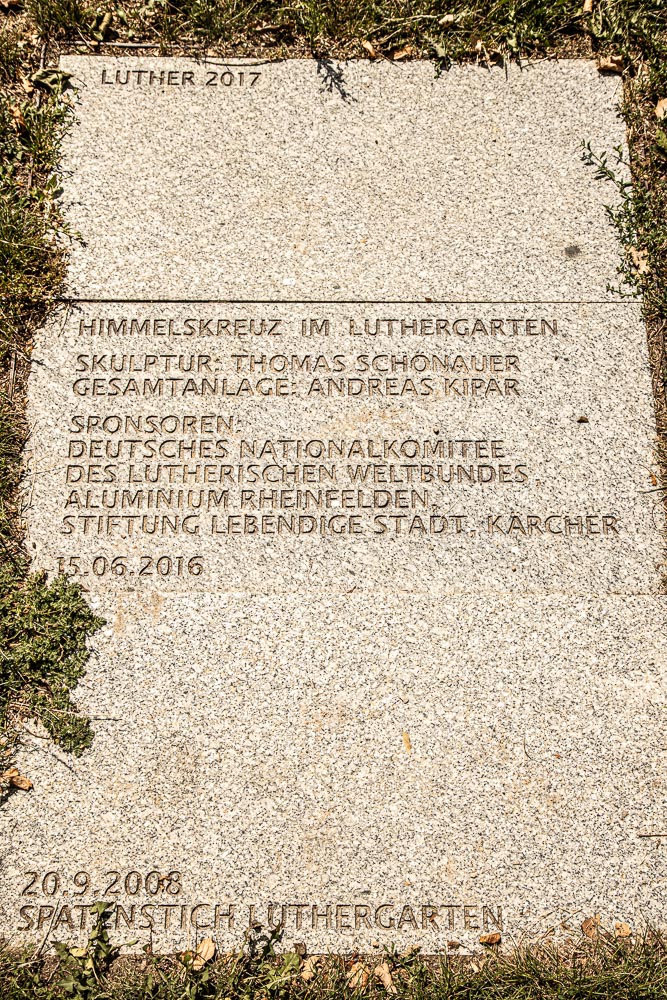 LUTHER 2017
HIMMELSKREUZ IM LUTHERGARTEN
SKULPTUR: THOMAS SCHÖNAUER
GESAMTANLAGE: ANDREAS KIPAR
SPONSOREN:
DEUTSCHES NATIONALKOMITEE
DES LUTHERISCHEN WELTBUNDES,
ALUMINIUM RHEINFELDEN,
STIFTUNG LEBENDIGE STADT, KÄRCHER
15.06.2016
20.9.2008
SPATENSTICH LUTHERGARTEN